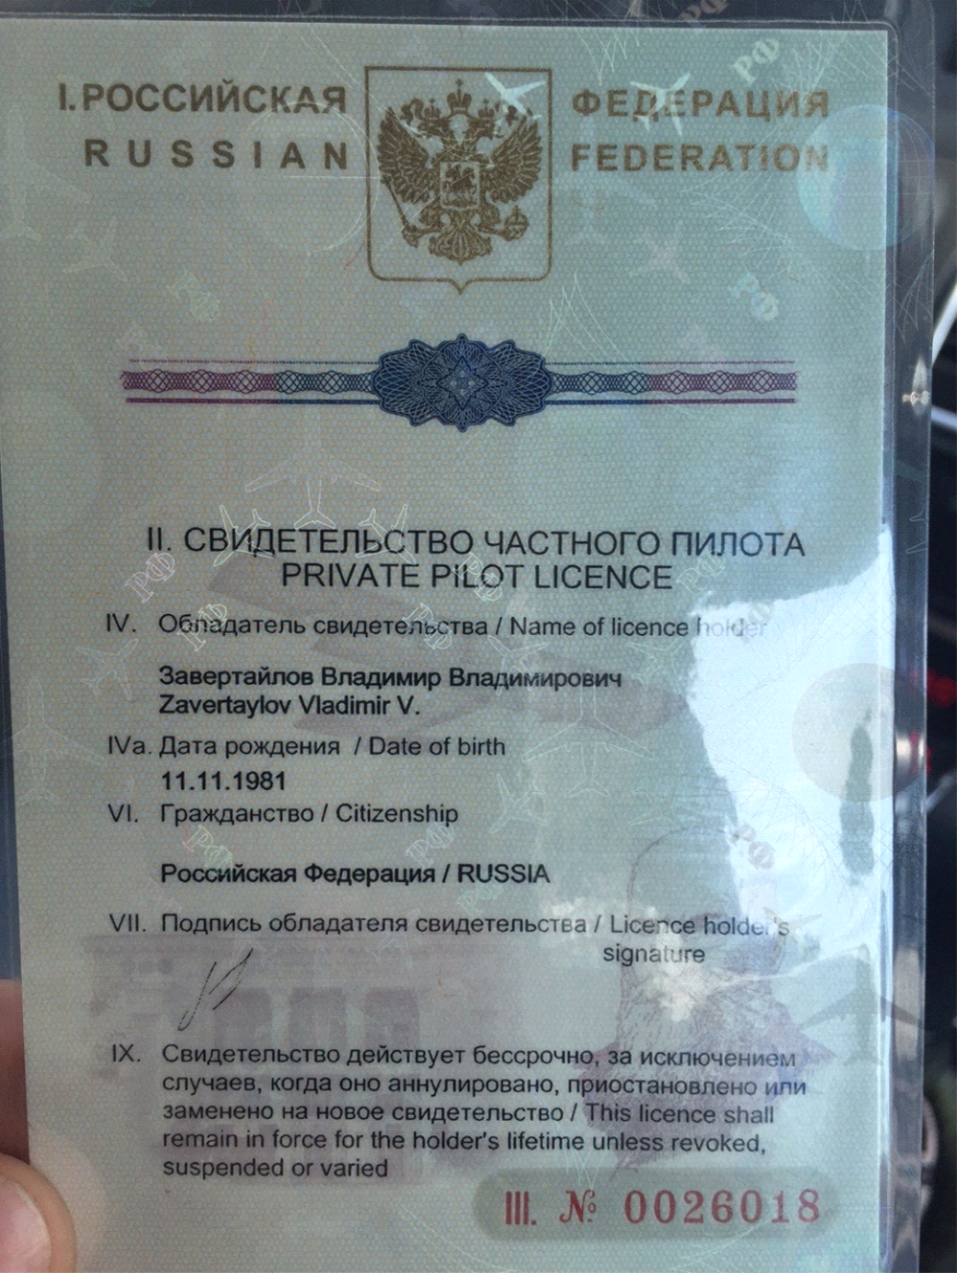 I. РОССИЙСКАЯ ФЕДЕРАЦИЯ
RUSSIAN FEDERATION
II. СВИДЕТЕЛЬСТВО ЧАСТНОГО ПИЛОТА
PRIVATE PILOT LICENCE
IV. Обладатель свидетельства / Name of licence holder
Завертайлов Владимир Владимирович
Zavertaylov Vladimir V.
IVa. Дата рождения / Date of birth
11.11.1981
VI. Гражданство / Citizenship
Российская Федерация / RUSSIA
VII. Подпись обладателя свидетельства / Licence holder's
signature
IX. Свидетельство действует бессрочно, за исключением
случаев, когда оно аннулировано, приостановлено или
заменено на новое свидетельство / This licence shall
remain in force for the holder's lifetime unless revoked,
suspended or varied
III. № 0026018